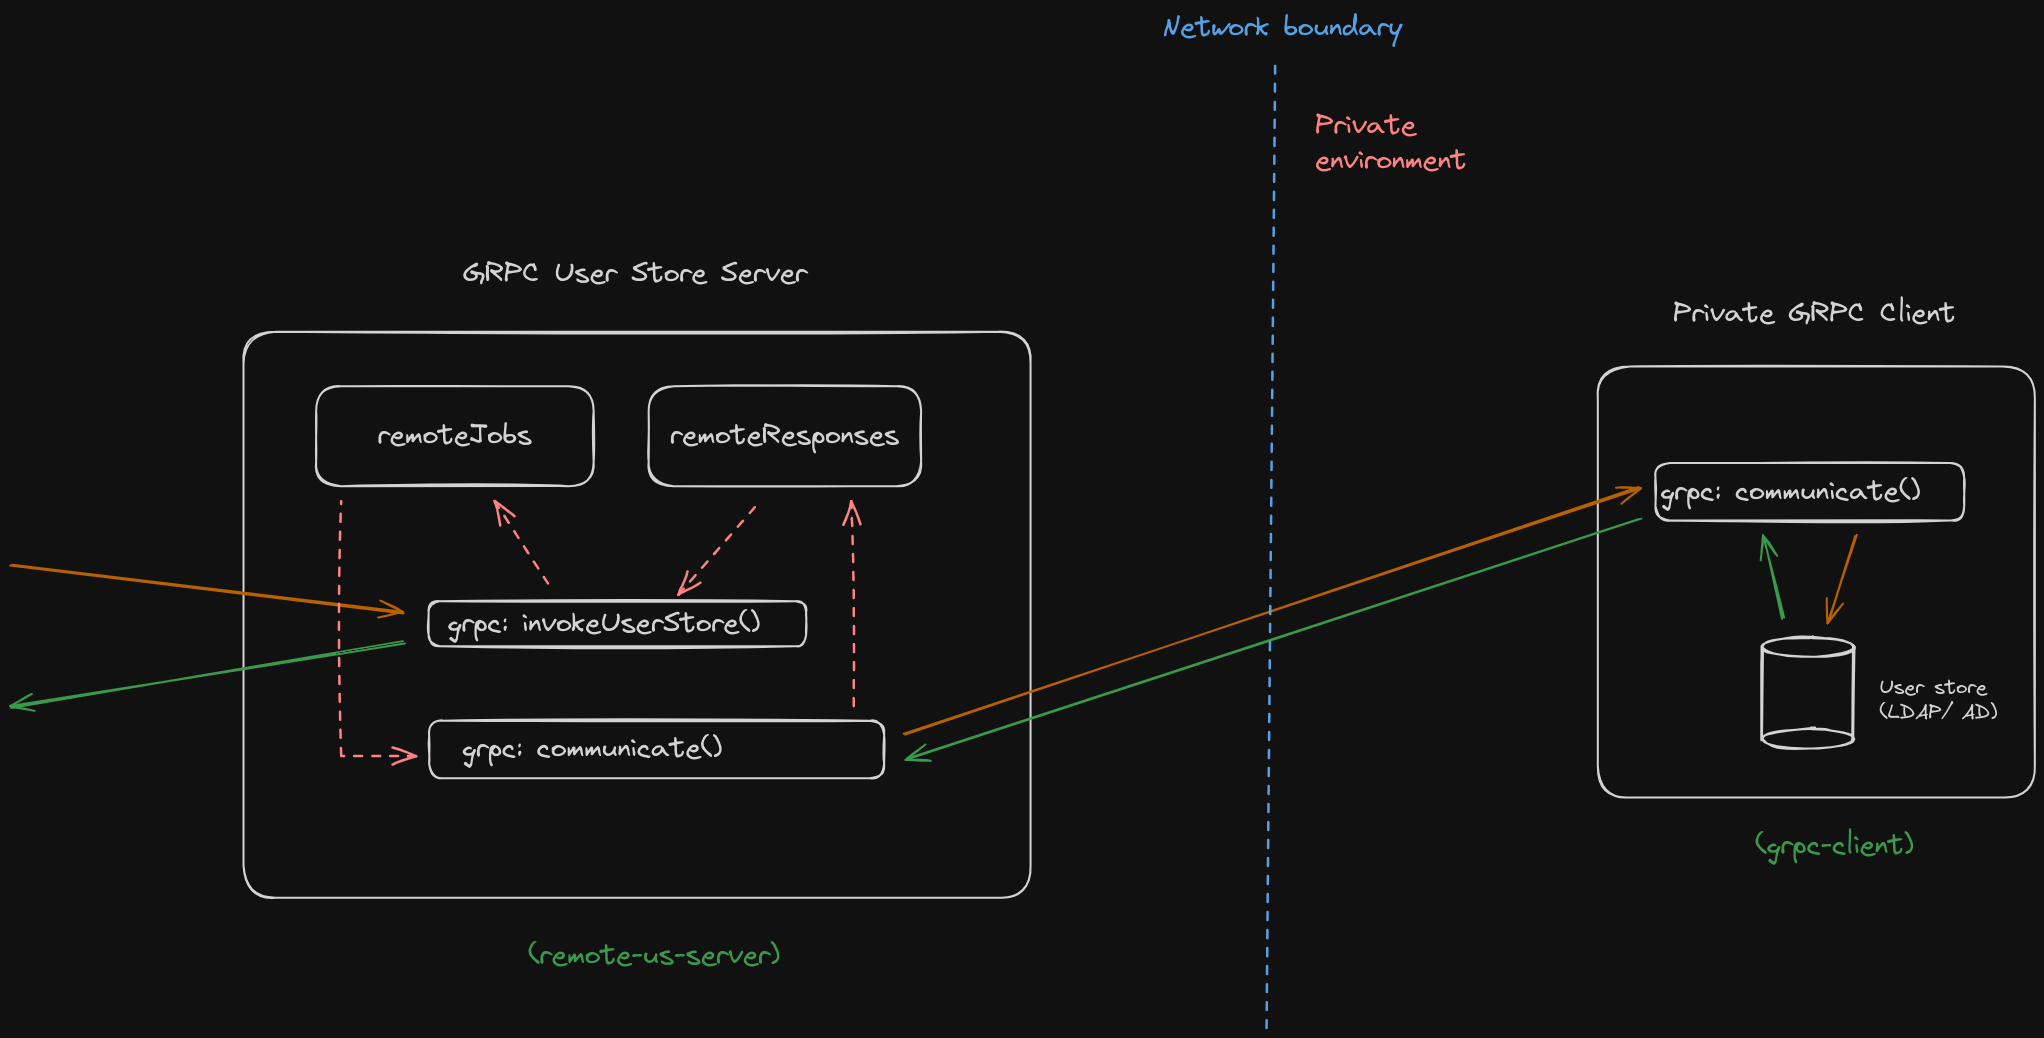 Network boundary
Private
environment
GRPC User Store Server
Private GRPC Client
remoteJobs
remoteResponses
grpc: communicate()
grpc: invokeUserStore()
User store
(LDAP/ AD)
grpc: communicate()
(grpc-client)
(remote-us-server)